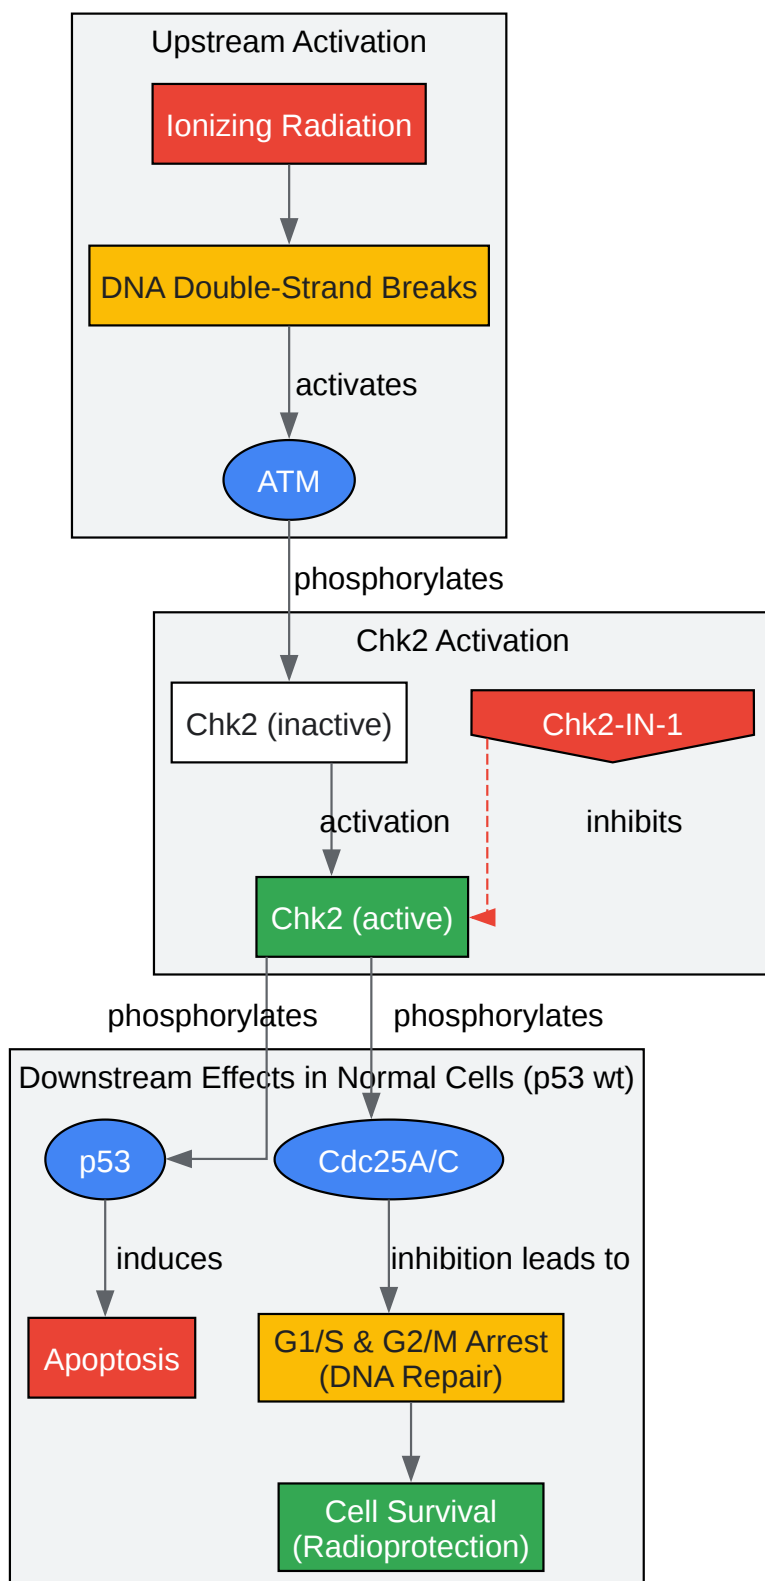 Upstream Activation
Ionizing Radiation
DNA Double-Strand Breaks
activates
ATM
phosphorylates
Chk2 Activation
Chk2 (inactive)
Chk2-IN-1
activation
inhibits
Chk2 (active)
phosphorylates
phosphorylates
Downstream Effects in Normal Cells (p53 wt)
p53
Cdc25A/C
induces
inhibition leads to
Apoptosis
G1/S & G2/M Arrest
(DNA Repair)
Cell Survival
(Radioprotection)